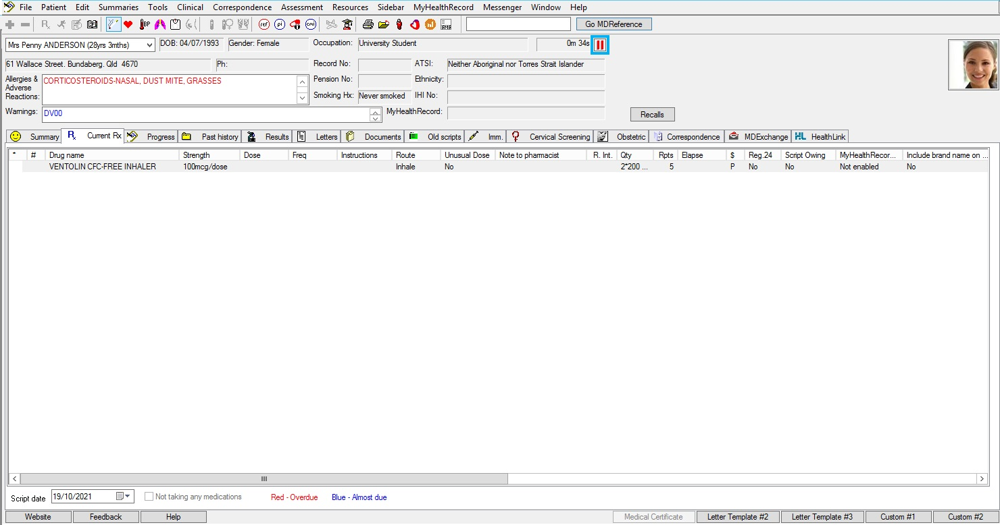 File Patient Edit Summaries Tools Clinical Correspondence Assessment Resources Sidebar MyHealthRecord Messenger Window Help
Rx BP ref pi cmi SMS Go MDReference
Mrs Penny ANDERSON (28yrs 3mths) DOB: 04/07/1993 Gender: Female Occupation: University Student 0m 34s
61 Wallace Street. Bundaberg. Qld 4670 Ph: Record No: ATSI: Neither Aboriginal nor Torres Strait Islander
Allergies & Adverse Reactions: CORTICOSTEROIDS-NASAL, DUST MITE, GRASSES Pension No: Ethnicity:
Smoking Hx: Never smoked IHI No:
Warnings: DV00 MyHealthRecord: Recalls
Summary Rx Current Rx Progress Past history Results Letters Documents Old scripts Imm. Cervical Screening Obstetric Correspondence MDExchange HL HealthLink
* # Drug name Strength Dose Freq Instructions Route Unusual Dose Note to pharmacist R. Int. Qty Rpts Elapse $ Reg.24 Script Owing MyHealthRecor... Include brand name on ...
VENTOLIN CFC-FREE INHALER 100mcg/dose Inhale No 2*200 ... 5 P No No Not enabled No
Script date 19/10/2021 Not taking any medications Red - Overdue Blue - Almost due
Website Feedback Help Medical Certificate Letter Template #2 Letter Template #3 Custom #1 Custom #2